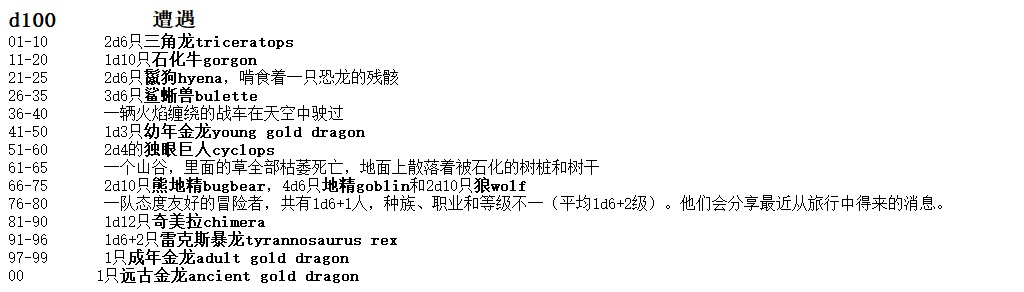 d100 遭遇
01-10 2d6只三角龙triceratops
11-20 1d10只石化牛gorgon
21-25 2d6只鬣狗hyena，啃食着一只恐龙的残骸
26-35 3d6只鲨蜥兽bulette
36-40 一辆火焰缠绕的战车在天空中驶过
41-50 1d3只幼年金龙young gold dragon
51-60 2d4的独眼巨人cyclops
61-65 一个山谷，里面的草全部枯萎死亡，地面上散落着被石化的树桩和树干
66-75 2d10只熊地精bugbear，4d6只地精goblin和2d10只狼wolf
76-80 一队态度友好的冒险者，共有1d6+1人，种族、职业和等级不一（平均1d6+2级）。他们会分享最近从旅行中得来的消息。
81-90 1d12只奇美拉chimera
91-96 1d6+2只雷克斯暴龙tyrannosaurus rex
97-99 1只成年金龙adult gold dragon
00 1只远古金龙ancient gold dragon